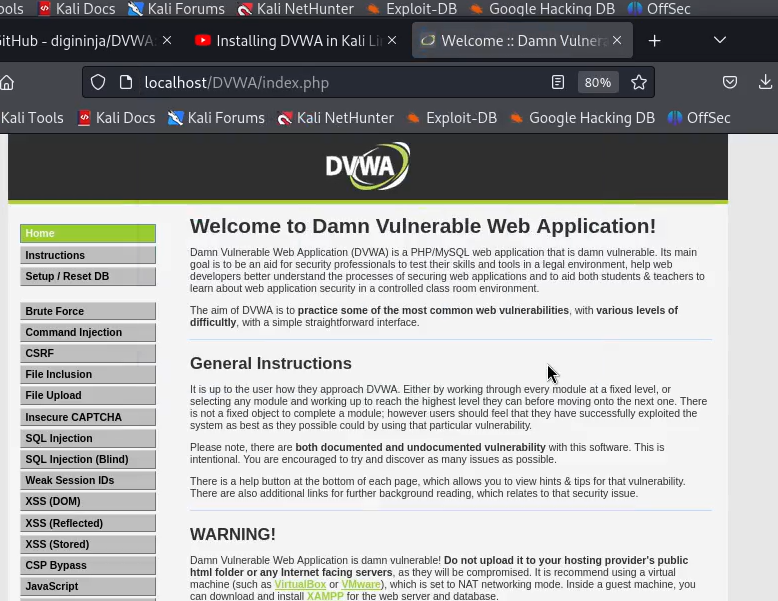 ools Kali Docs Kali Forums Kali NetHunter Exploit-DB Google Hacking DB OffSec
itHub - digininja/DVWA: Installing DVWA in Kali Li Welcome :: Damn Vulnera
localhost/DVWA/index.php 80%
Kali Tools Kali Docs Kali Forums Kali NetHunter Exploit-DB Google Hacking DB OffSec
DVWA
Home
Instructions
Setup / Reset DB
Brute Force
Command Injection
CSRF
File Inclusion
File Upload
Insecure CAPTCHA
SQL Injection
SQL Injection (Blind)
Weak Session IDs
XSS (DOM)
XSS (Reflected)
XSS (Stored)
CSP Bypass
JavaScript
Welcome to Damn Vulnerable Web Application!
Damn Vulnerable Web Application (DVWA) is a PHP/MySQL web application that is damn vulnerable. Its main
goal is to be an aid for security professionals to test their skills and tools in a legal environment, help web
developers better understand the processes of securing web applications and to aid both students & teachers to
learn about web application security in a controlled class room environment.
The aim of DVWA is to practice some of the most common web vulnerabilities, with various levels of
difficultly, with a simple straightforward interface.
General Instructions
It is up to the user how they approach DVWA. Either by working through every module at a fixed level, or
selecting any module and working up to reach the highest level they can before moving onto the next one. There
is not a fixed object to complete a module; however users should feel that they have successfully exploited the
system as best as they possible could by using that particular vulnerability.
Please note, there are both documented and undocumented vulnerability with this software. This is
intentional. You are encouraged to try and discover as many issues as possible.
There is a help button at the bottom of each page, which allows you to view hints & tips for that vulnerability.
There are also additional links for further background reading, which relates to that security issue.
WARNING!
Damn Vulnerable Web Application is damn vulnerable! Do not upload it to your hosting provider's public
html folder or any Internet facing servers, as they will be compromised. It is recommend using a virtual
machine (such as VirtualBox or VMware), which is set to NAT networking mode. Inside a guest machine, you
can download and install XAMPP for the web server and database.